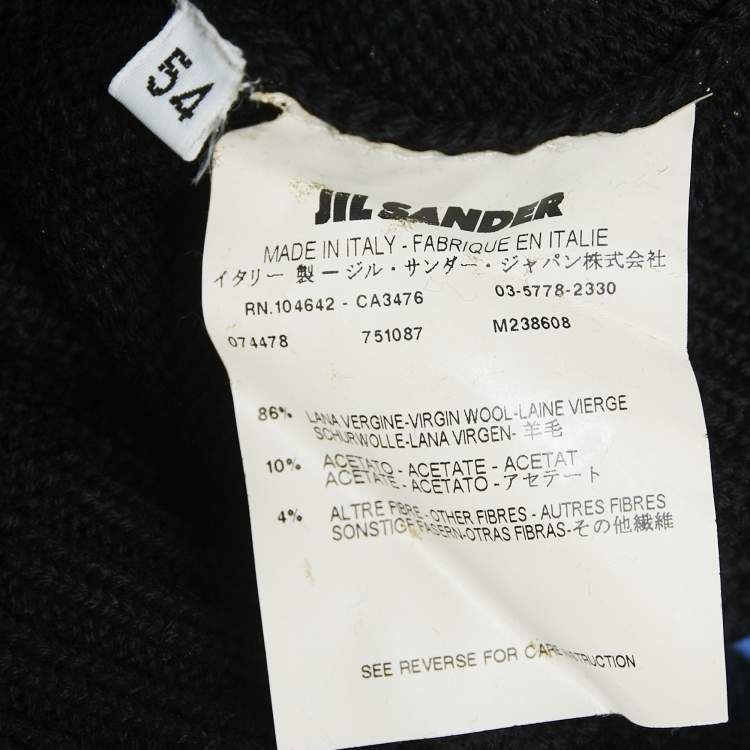 54
JIL SANDER
MADE IN ITALY - FABRIQUE EN ITALIE
イタリー 製 ージル・サンダー・ジャパン株式会社
RN.104642 - CA3476 03-5778-2330
074478 751087 M238608
86% LANA VERGINE-VIRGIN WOOL-LAINE VIERGE
SCHURWOLLE-LANA VIRGEN- 羊毛
10% ACETATO - ACETATE - ACETAT
ACETATE - ACETATO - アセテート
4% ALTRE FIBRE-OTHER FIBRES - AUTRES FIBRES
SONSTIGE FASERN-OTRAS FIBRAS-その他繊維
SEE REVERSE FOR CARE INSTRUCTION